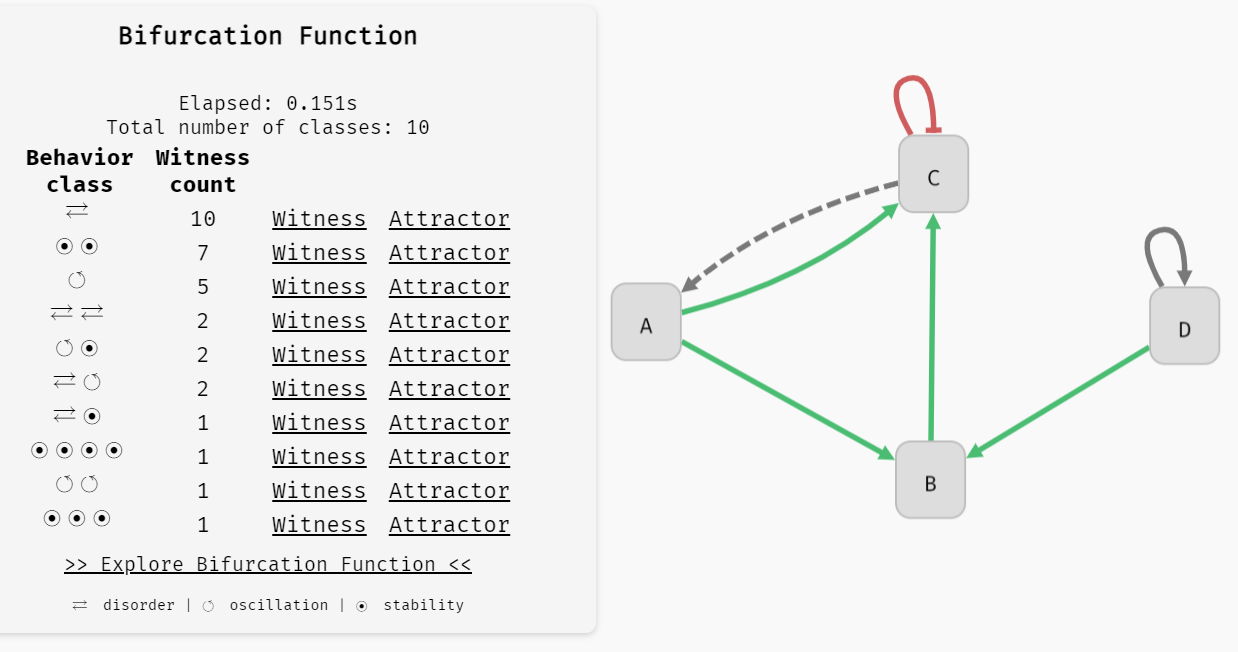 Bifurcation Function
Elapsed: 0.151s
Total number of classes: 10
Behavior class Witness count
⇄ 10 Witness Attractor
⦿ ⦿ 7 Witness Attractor
↺ 5 Witness Attractor
⇄ ⇄ 2 Witness Attractor
↺ ⦿ 2 Witness Attractor
⇄ ↺ 2 Witness Attractor
⇄ ⦿ 1 Witness Attractor
⦿ ⦿ ⦿ ⦿ 1 Witness Attractor
↺ ↺ 1 Witness Attractor
⦿ ⦿ ⦿ 1 Witness Attractor
>> Explore Bifurcation Function <<
⇄ disorder | ↺ oscillation | ⦿ stability
C
A
D
B